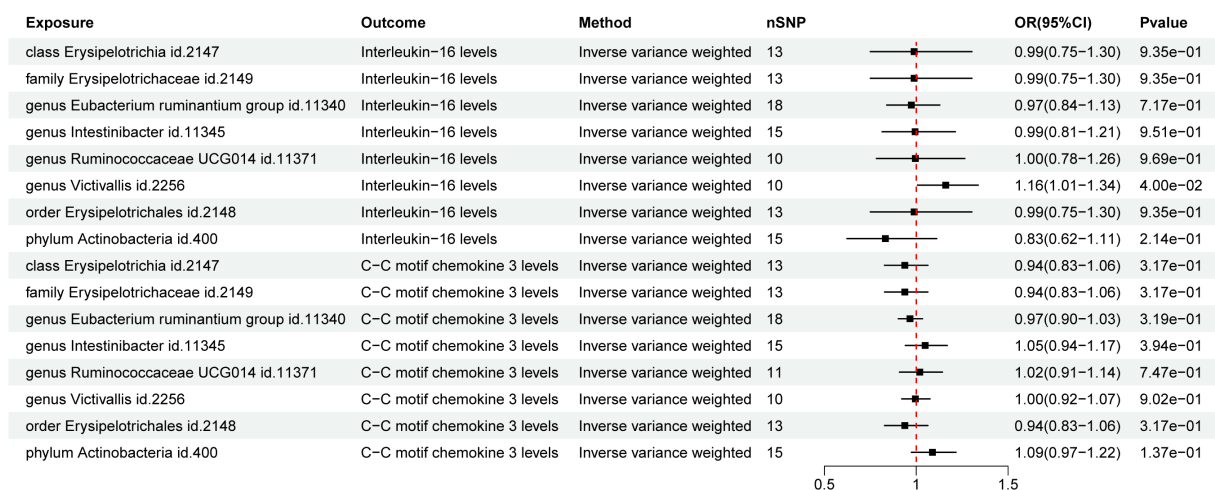 Exposure Outcome Method nSNP OR(95%CI) Pvalue
class Erysipelotrichia id.2147 Interleukin−16 levels Inverse variance weighted 13 0.99(0.75−1.30) 9.35e−01
family Erysipelotrichaceae id.2149 Interleukin−16 levels Inverse variance weighted 13 0.99(0.75−1.30) 9.35e−01
genus Eubacterium ruminantium group id.11340 Interleukin−16 levels Inverse variance weighted 18 0.97(0.84−1.13) 7.17e−01
genus Intestinibacter id.11345 Interleukin−16 levels Inverse variance weighted 15 0.99(0.81−1.21) 9.51e−01
genus Ruminococcaceae UCG014 id.11371 Interleukin−16 levels Inverse variance weighted 10 1.00(0.78−1.26) 9.69e−01
genus Victivallis id.2256 Interleukin−16 levels Inverse variance weighted 10 1.16(1.01−1.34) 4.00e−02
order Erysipelotrichales id.2148 Interleukin−16 levels Inverse variance weighted 13 0.99(0.75−1.30) 9.35e−01
phylum Actinobacteria id.400 Interleukin−16 levels Inverse variance weighted 15 0.83(0.62−1.11) 2.14e−01
class Erysipelotrichia id.2147 C−C motif chemokine 3 levels Inverse variance weighted 13 0.94(0.83−1.06) 3.17e−01
family Erysipelotrichaceae id.2149 C−C motif chemokine 3 levels Inverse variance weighted 13 0.94(0.83−1.06) 3.17e−01
genus Eubacterium ruminantium group id.11340 C−C motif chemokine 3 levels Inverse variance weighted 18 0.97(0.90−1.03) 3.19e−01
genus Intestinibacter id.11345 C−C motif chemokine 3 levels Inverse variance weighted 15 1.05(0.94−1.17) 3.94e−01
genus Ruminococcaceae UCG014 id.11371 C−C motif chemokine 3 levels Inverse variance weighted 11 1.02(0.91−1.14) 7.47e−01
genus Victivallis id.2256 C−C motif chemokine 3 levels Inverse variance weighted 10 1.00(0.92−1.07) 9.02e−01
order Erysipelotrichales id.2148 C−C motif chemokine 3 levels Inverse variance weighted 13 0.94(0.83−1.06) 3.17e−01
phylum Actinobacteria id.400 C−C motif chemokine 3 levels Inverse variance weighted 15 1.09(0.97−1.22) 1.37e−01
0.5 1 1.5